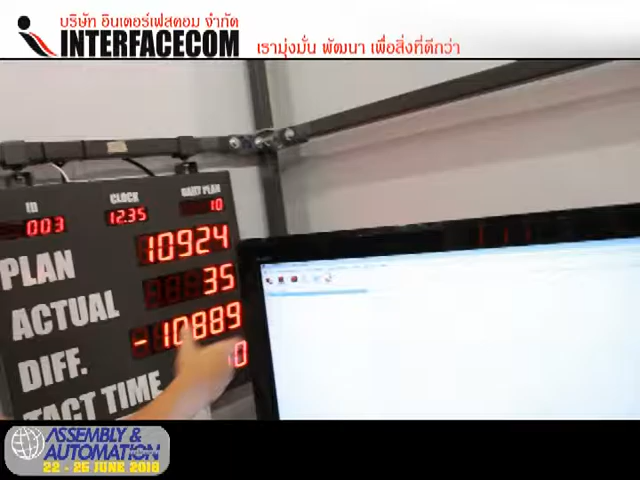 บริษัท อินเตอร์เฟสคอม จำกัด
INTERFACECOM
เรามุ่งมั่น พัฒนา เพื่อสิ่งที่ดีกว่า
ID
CLOCK
DAILY PLAN
003
12.35
10
PLAN
10924
ACTUAL
35
DIFF.
-10889
TACT TIME
0
ASSEMBLY &
AUTOMATION
22 - 25 JUNE 2016